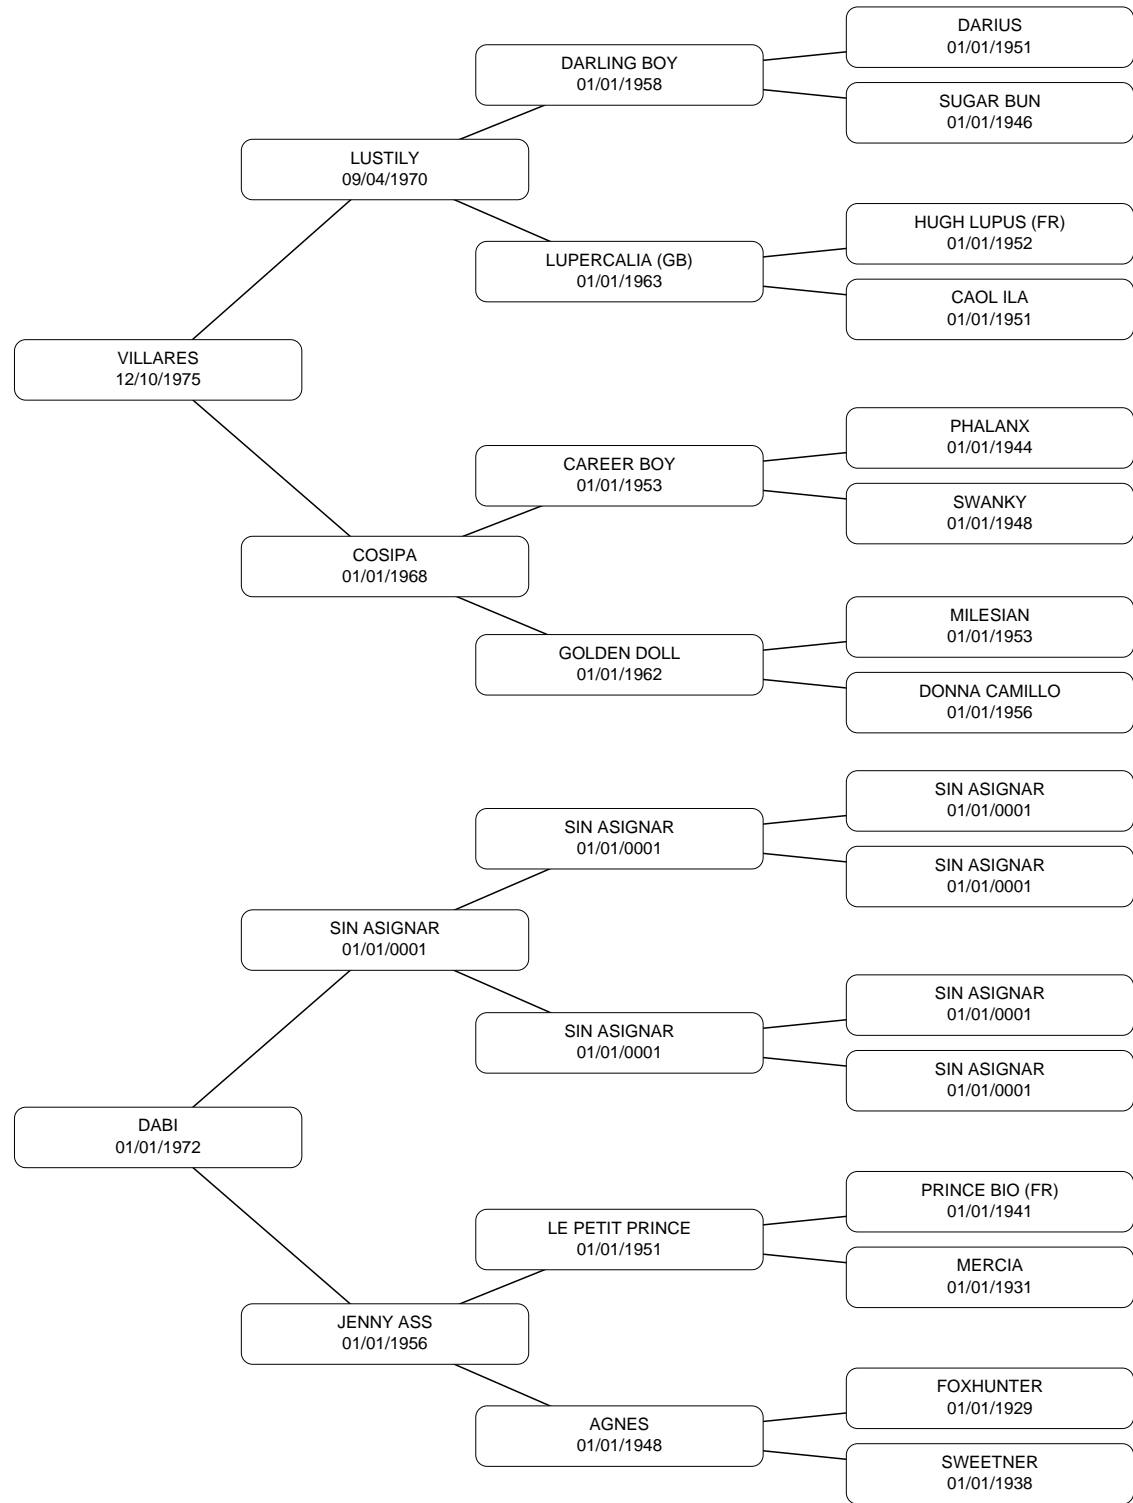 DARIUS
01/01/1951
DARLING BOY
01/01/1958
SUGAR BUN
01/01/1946
LUSTILY
09/04/1970
HUGH LUPUS (FR)
01/01/1952
LUPERCALIA (GB)
01/01/1963
CAOL ILA
01/01/1951
VILLARES
12/10/1975
PHALANX
01/01/1944
CAREER BOY
01/01/1953
SWANKY
01/01/1948
COSIPA
01/01/1968
MILESIAN
01/01/1953
GOLDEN DOLL
01/01/1962
DONNA CAMILLO
01/01/1956
SIN ASIGNAR
01/01/0001
SIN ASIGNAR
01/01/0001
SIN ASIGNAR
01/01/0001
SIN ASIGNAR
01/01/0001
SIN ASIGNAR
01/01/0001
SIN ASIGNAR
01/01/0001
SIN ASIGNAR
01/01/0001
DABI
01/01/1972
PRINCE BIO (FR)
01/01/1941
LE PETIT PRINCE
01/01/1951
MERCIA
01/01/1931
JENNY ASS
01/01/1956
FOXHUNTER
01/01/1929
AGNES
01/01/1948
SWEETNER
01/01/1938